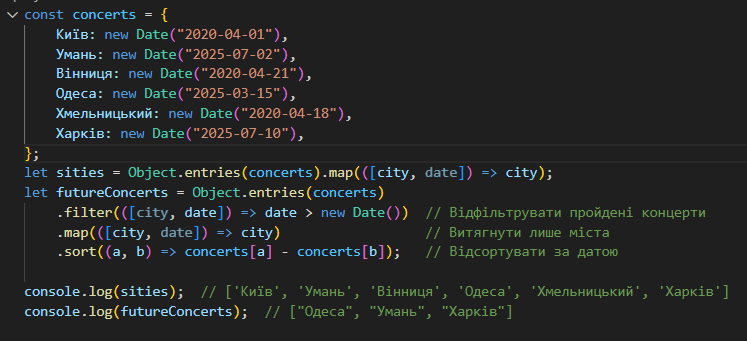 const concerts = {
    Київ: new Date("2020-04-01"),
    Умань: new Date("2025-07-02"),
    Вінниця: new Date("2020-04-21"),
    Одеса: new Date("2025-03-15"),
    Хмельницький: new Date("2020-04-18"),
    Харків: new Date("2025-07-10"),
};
let sities = Object.entries(concerts).map(([city, date]) => city);
let futureConcerts = Object.entries(concerts)
    .filter(([city, date]) => date > new Date())  // Відфільтрувати пройдені концерти
    .map(([city, date]) => city)                  // Витягнути лише міста
    .sort((a, b) => concerts[a] - concerts[b]);   // Відсортувати за датою
console.log(sities);  // ['Київ', 'Умань', 'Вінниця', 'Одеса', 'Хмельницький', 'Харків']
console.log(futureConcerts);  // ["Одеса", "Умань", "Харків"]